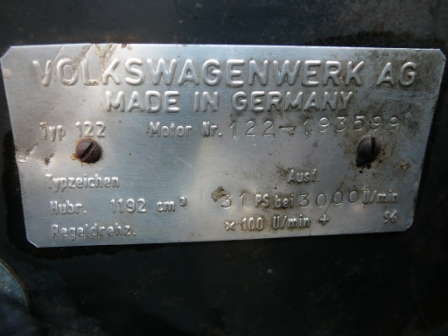 VOLKSWAGENWERK AG
MADE IN GERMANY
Typ 122 Motor Nr. 122-193599
Typzeichen Ausf.
Hubr. 1192 cm³ 31 PS bei 3000 U/min
Regeldrehz. × 100 U/min + S6